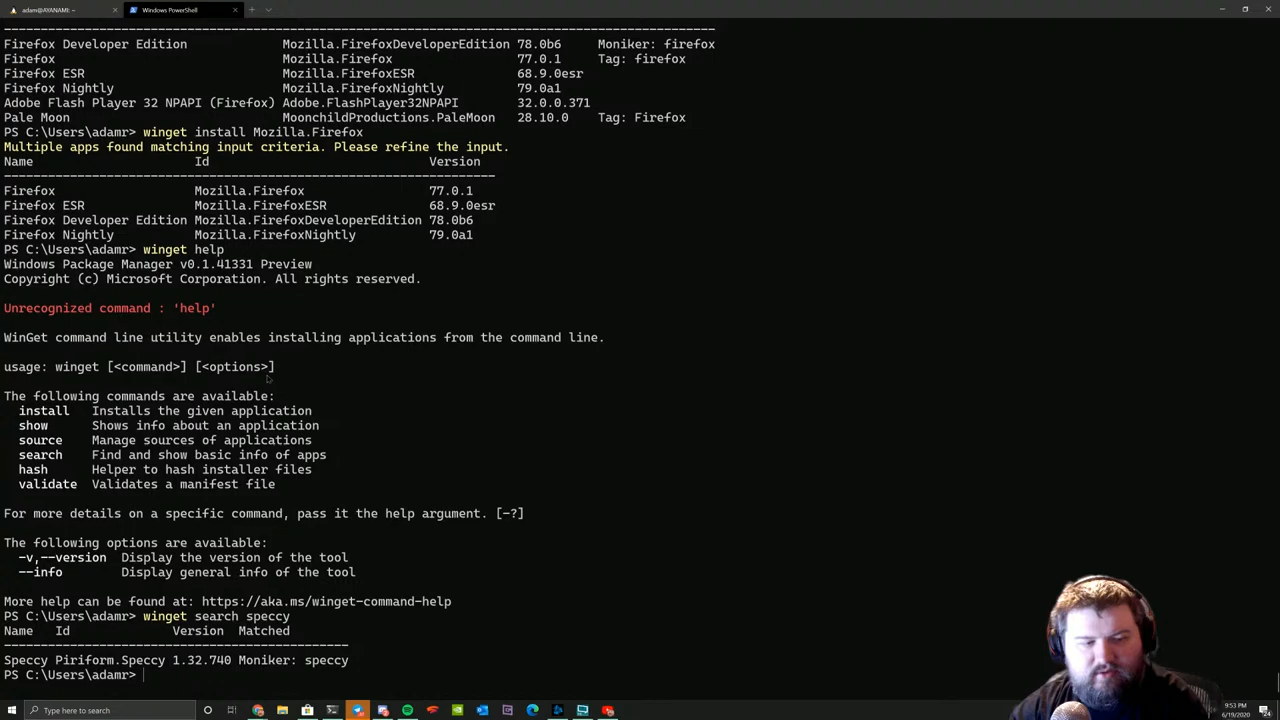 adam@AYANAMI: ~
Windows PowerShell
Firefox Developer Edition Mozilla.FirefoxDeveloperEdition 78.0b6 Moniker: firefox
Firefox Mozilla.Firefox 77.0.1 Tag: firefox
Firefox ESR Mozilla.FirefoxESR 68.9.0esr
Firefox Nightly Mozilla.FirefoxNightly 79.0a1
Adobe Flash Player 32 NPAPI (Firefox) Adobe.FlashPlayer32NPAPI 32.0.0.371
Pale Moon MoonchildProductions.PaleMoon 28.10.0 Tag: Firefox
PS C:\Users\adamr> winget install Mozilla.Firefox
Multiple apps found matching input criteria. Please refine the input.
Name Id Version
Firefox Mozilla.Firefox 77.0.1
Firefox ESR Mozilla.FirefoxESR 68.9.0esr
Firefox Developer Edition Mozilla.FirefoxDeveloperEdition 78.0b6
Firefox Nightly Mozilla.FirefoxNightly 79.0a1
PS C:\Users\adamr> winget help
Windows Package Manager v0.1.41331 Preview
Copyright (c) Microsoft Corporation. All rights reserved.
Unrecognized command : 'help'
WinGet command line utility enables installing applications from the command line.
usage: winget [<command>] [<options>]
The following commands are available:
install Installs the given application
show Shows info about an application
source Manage sources of applications
search Find and show basic info of apps
hash Helper to hash installer files
validate Validates a manifest file
For more details on a specific command, pass it the help argument. [-?]
The following options are available:
-v,--version Display the version of the tool
--info Display general info of the tool
More help can be found at: https://aka.ms/winget-command-help
PS C:\Users\adamr> winget search speccy
Name Id Version Matched
Speccy Piriform.Speccy 1.32.740 Moniker: speccy
PS C:\Users\adamr>
Type here to search
9:53 PM
6/19/2020
24